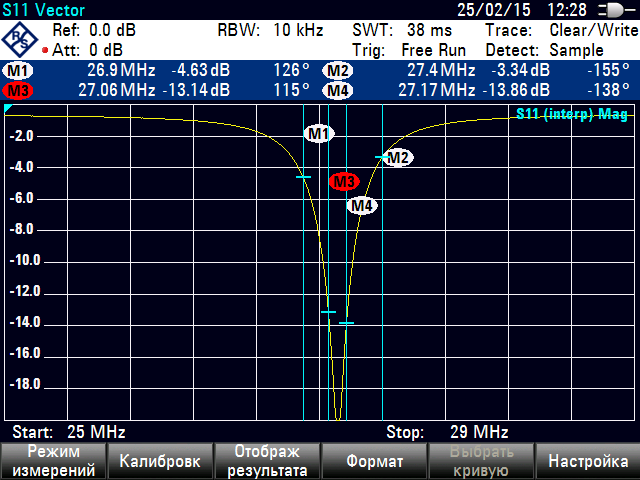 S11 Vector 25/02/15 12:28
Ref: 0.0 dB RBW: 10 kHz SWT: 38 ms Trace: Clear/Write
Att: 0 dB Trig: Free Run Detect: Sample
M1 26.9 MHz -4.63 dB 126° M2 27.4 MHz -3.34 dB -155°
M3 27.06 MHz -13.14 dB 115° M4 27.17 MHz -13.86 dB -138°
S11 (interp) Mag
-2.0
M1
M2
-4.0
M3
-6.0
M4
-8.0
-10.0
-12.0
-14.0
-16.0
-18.0
Start: 25 MHz Stop: 29 MHz
Режим измерений Калибровк Отображ результата Формат Выбрать кривую Настройка